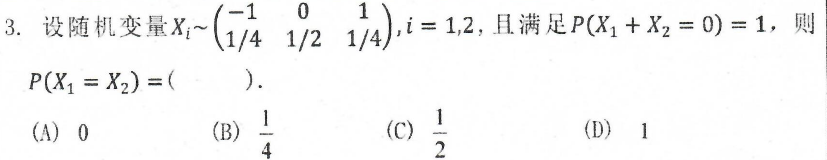 3. 设随机变量X_i~(-1 0 1
1/4 1/2 1/4), i = 1,2, 且满足P(X_1 + X_2 = 0) = 1, 则
P(X_1 = X_2) = ( ).
(A) 0 (B) 1/4 (C) 1/2 (D) 1